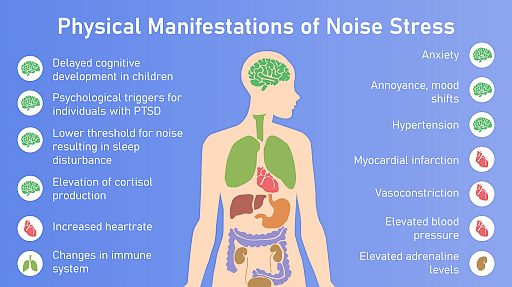 Physical Manifestations of Noise Stress
Delayed cognitive
development in children
Psychological triggers for
individuals with PTSD
Lower threshold for noise
resulting in sleep
disturbance
Elevation of cortisol
production
Increased heartrate
Changes in immune
system
Anxiety
Annoyance, mood
shifts
Hypertension
Myocardial infarction
Vasoconstriction
Elevated blood
pressure
Elevated adrenaline
levels